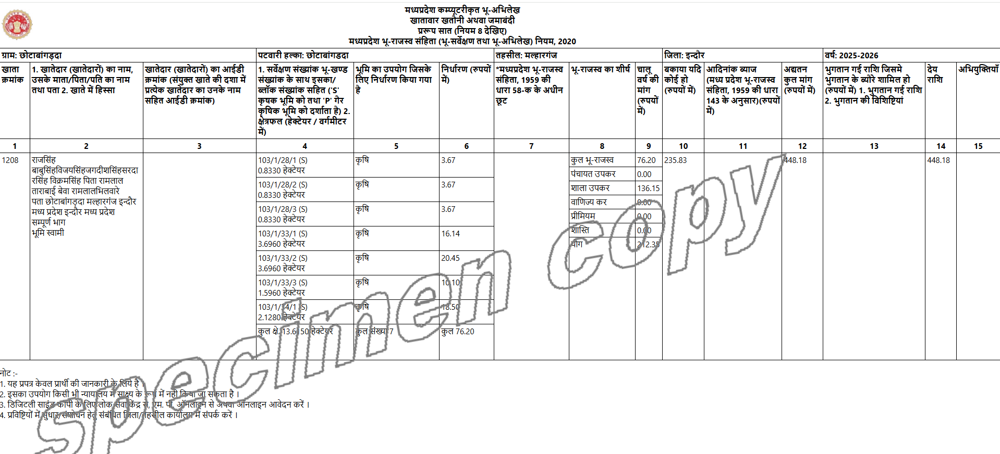 मध्यप्रदेश कम्प्यूटरीकृत भू-अभिलेख
खातावार खतौनी अथवा जमाबंदी
प्ररूप सात (नियम 8 देखिए)
मध्यप्रदेश भू-राजस्व संहिता (भू-सर्वेक्षण तथा भू-अभिलेख) नियम, 2020
ग्राम: छोटाबांगड़दा
पटवारी हल्का: छोटाबांगडदा
तहसील: मल्हारगंज
जिला: इन्दौर
वर्ष: 2025-2026
खाता
क्रमांक
1. खातेदार (खातेदारों) का नाम,
उसके माता/पिता/पति का नाम
तथा पता 2. खाते में हिस्सा
खातेदार (खातेदारों) का आईडी
क्रमांक (संयुक्त खाते की दशा में
प्रत्येक खातेदार का उनके नाम
सहित आईडी क्रमांक)
1. सर्वेक्षण संख्यांक भू-खण्ड
संख्यांक के साथ इसका/
ब्लॉक संख्यांक सहित ('S'
कृषक भूमि को तथा 'P' गैर
कृषिक भूमि को दर्शाता है) 2.
क्षेत्रफल (हेक्टेयर / वर्गमीटर
में)
भूमि का उपयोग जिसके
लिए निर्धारण किया गया
है
निर्धारण (रुपयों
में)
*मध्यप्रदेश भू-राजस्व
संहिता, 1959 की
धारा 58-क के अधीन
छूट
भू-राजस्व का शीर्ष
चालू
वर्ष की
मांग
(रुपयों
में)
बकाया यदि
कोई हो
(रुपयों में)
आदिनांक ब्याज
(मध्य प्रदेश भू-राजस्व
संहिता, 1959 की धारा
143 के अनुसार)(रुपयों
में)
अद्यतन
कुल मांग
(रुपयों में)
भुगतान गई राशि जिसमे
भुगतान के ब्यौरे शामिल हो
(रुपयों में) 1. भुगतान गई राशि
2. भुगतान की विशिष्टियां
देय
राशि
अभियुक्तियाँ
1 2 3 4 5 6 7 8 9 10 11 12 13 14 15
1208
राजसिंह
बाबुसिंहविजयसिंहजगदीशसिंहसरदा
रसिंह विक्रमसिंह पिता रामलाल
ताराबाई बेवा रामलालभिलवारे
पता छोटाबांगड़दा मल्हारगंज इन्दौर
मध्य प्रदेश इन्दौर मध्य प्रदेश
सम्पूर्ण भाग
भूमि स्वामी
103/1/28/1 (S)
0.8330 हेक्टेयर
कृषि
3.67
103/1/28/2 (S)
0.8330 हेक्टेयर
कृषि
3.67
103/1/28/3 (S)
0.8330 हेक्टेयर
कृषि
3.67
103/1/33/1 (S)
3.6960 हेक्टेयर
कृषि
16.14
103/1/33/2 (S)
3.6960 हेक्टेयर
कृषि
20.45
103/1/33/3 (S)
1.5960 हेक्टेयर
कृषि
10.10
103/1/34/1 (S)
2.1280 हेक्टेयर
कृषि
18.50
कुल क्षे. 13.6150 हेक्टेयर
कुल संख्या 7
कुल 76.20
कुल भू-राजस्व 76.20
पंचायत उपकर 0.00
शाला उपकर 136.15
वाणिज्य कर 0.00
प्रीमियम 0.00
शास्ति 0.00
योग 212.35
235.83
448.18
448.18
नोट :-
1. यह प्रपत्र केवल प्रार्थी की जानकारी के लिये है ।
2. इसका उपयोग किसी भी न्यायालय में साक्ष्य के रूप में नही किया जा सकता है ।
3. डिजिटली साइंड कॉपी के लिए लोक सेवा केंद्र से, एम. पी. ऑनलाइन से अथवा ऑनलाइन आवेदन करें ।
4. प्रविष्टियों में सुधार/संशोधन हेतु संबंधित जिला/तहसील कार्यालय में संपर्क करें ।
specimen copy